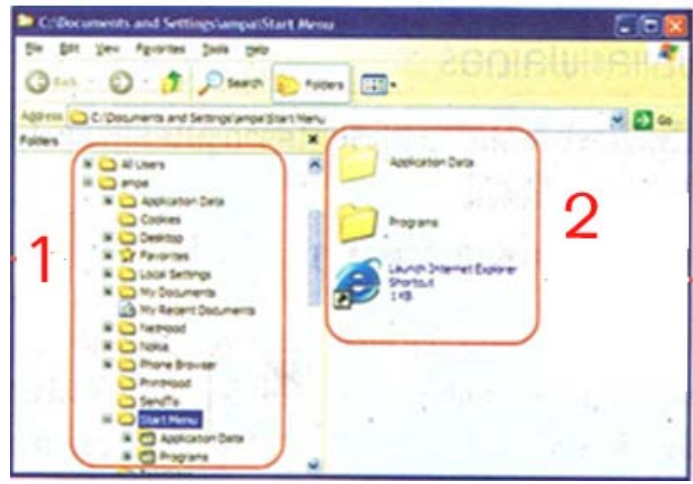 C:\Documents and Settings\ampa\Start Menu
File Edit View Favorites Tools Help
Back Search Folders
Address C:\Documents and Settings\ampa\Start Menu Go
Folders
All Users
ampa
Application Data
Cookies
Desktop
Favorites
Local Settings
My Documents
My Recent Documents
NetHood
Nokia
Phone Browser
PrintHood
SendTo
Start Menu
Application Data
Programs
Templates
1
Application Data
Programs
Launch Internet Explorer
Shortcut
1 KB
2